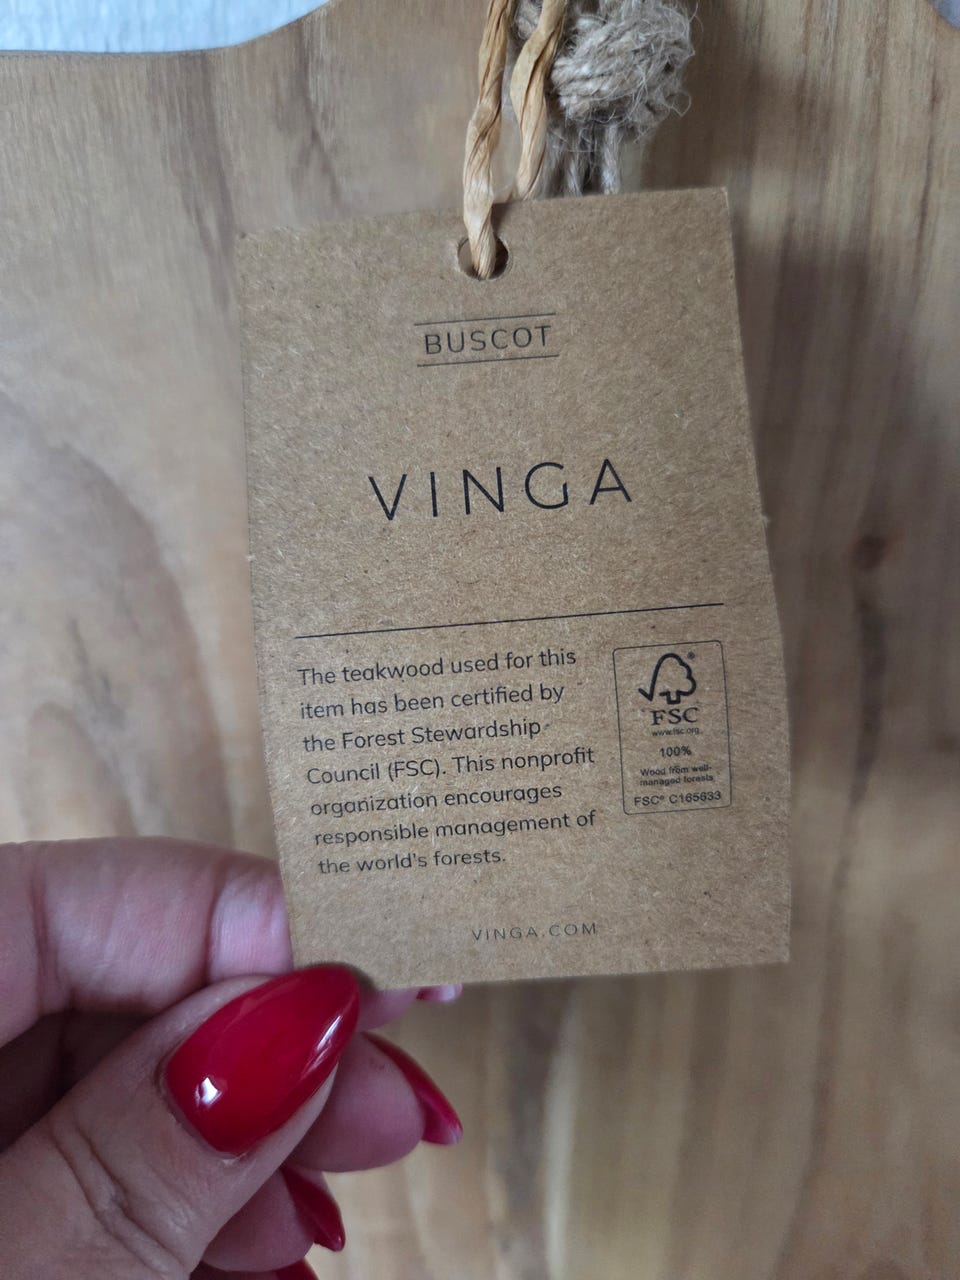 BUSCOT
VINGA
The teakwood used for this
item has been certified by
the Forest Stewardship
Council (FSC). This nonprofit
organization encourages
responsible management of
the world's forests.
®
FSC
www.fsc.org
100%
Wood from well-
managed forests
FSC® C165633
VINGA.COM